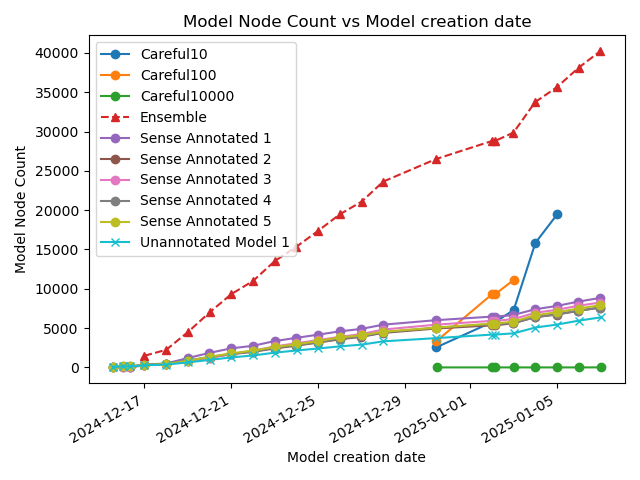 Model Node Count vs Model creation date
Model Node Count
40000
35000
30000
25000
20000
15000
10000
5000
0
Careful10
Careful100
Careful10000
Ensemble
Sense Annotated 1
Sense Annotated 2
Sense Annotated 3
Sense Annotated 4
Sense Annotated 5
Unannotated Model 1
2024-12-17
2024-12-21
2024-12-25
2024-12-29
2025-01-01
2025-01-05
Model creation date